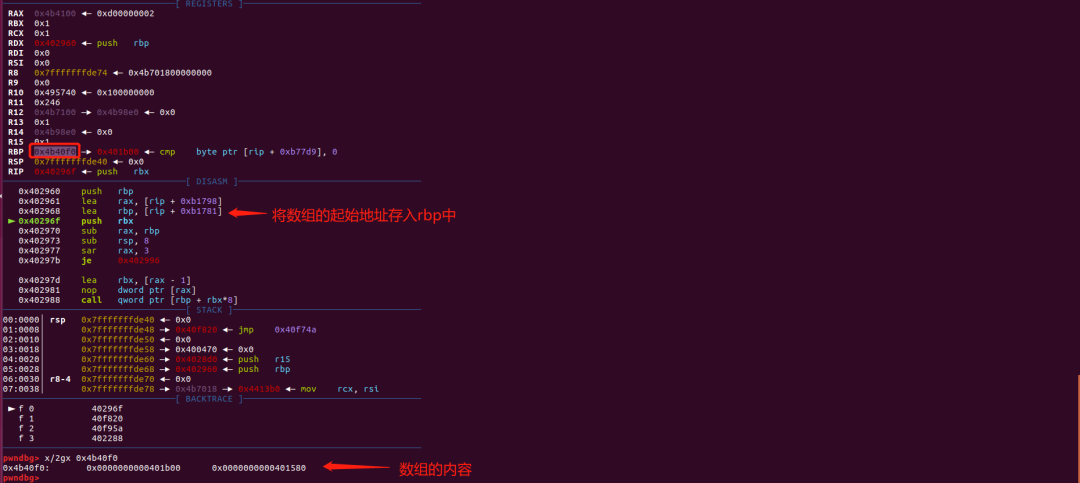 [ REGISTERS ]
RAX 0x4b4100 ◂— 0xd00000002
RBX 0x1
RCX 0x1
RDX 0x402960 ◂— push rbp
RDI 0x0
RSI 0x0
R8 0x7fffffffde74 ◂— 0x4b701800000000
R9 0x0
R10 0x495740 ◂— 0x100000000
R11 0x246
R12 0x4b7100 —▸ 0x4b98e0 ◂— 0x0
R13 0x1
R14 0x4b98e0 ◂— 0x0
R15 0x1
RBP 0x4b40f0 —▸ 0x401b00 ◂— cmp byte ptr [rip + 0xb77d9], 0
RSP 0x7fffffffde40 ◂— 0x0
RIP 0x40296f ◂— push rbx
[ DISASM ]
0x402960 push rbp
0x402961 lea rax, [rip + 0xb1798]
0x402968 lea rbp, [rip + 0xb1781]
将数组的起始地址存入rbp中
► 0x40296f push rbx
0x402970 sub rax, rbp
0x402973 sub rsp, 8
0x402977 sar rax, 3
0x40297b je
0x40297d lea rbx, [rax - 1]
0x402981 nop dword ptr [rax]
0x402988 call qword ptr [rbp + rbx*8]
[ STACK ]
00:0000│ rsp 0x7fffffffde40 ◂— 0x0
01:0008│ 0x7fffffffde48 —▸ 0x40f820 ◂— jmp 0x40f74a
02:0010│ 0x7fffffffde50 ◂— 0x0
03:0018│ 0x7fffffffde58 —▸ 0x400470 ◂— 0x0
04:0020│ 0x7fffffffde60 —▸ 0x4028d0 ◂— push r15
05:0028│ 0x7fffffffde68 —▸ 0x402960 ◂— push rbp
06:0030│ r8-4 0x7fffffffde70 ◂— 0x0
07:0038│ 0x7fffffffde78 —▸ 0x4b7018 —▸ 0x4413b0 ◂— mov rcx, rsi
[ BACKTRACE ]
► f 0 40296f
f 1 40f820
f 2 40f95a
f 3 402288
pwndbg> x/2gx 0x4b40f0
0x4b40f0: 0x0000000000401b00 0x0000000000401580
数组的内容
pwndbg>